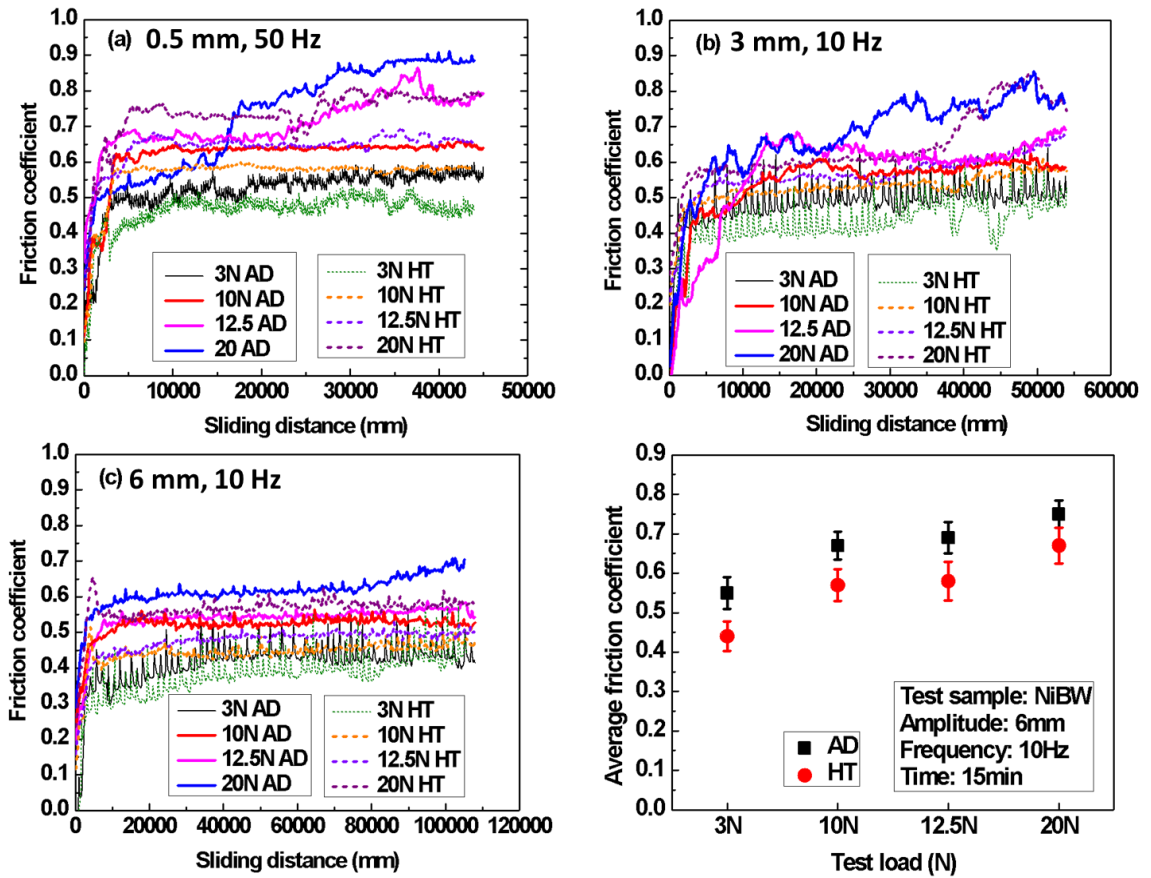 (a) 0.5 mm, 50 Hz
Friction coefficient
1.0
0.9
0.8
0.7
0.6
0.5
0.4
0.3
0.2
0.1
0.0
3N AD
10N AD
12.5 AD
20 AD
3N HT
10N HT
12.5N HT
20N HT
0 10000 20000 30000 40000 50000
Sliding distance (mm)
(b) 3 mm, 10 Hz
Friction coefficient
1.0
0.9
0.8
0.7
0.6
0.5
0.4
0.3
0.2
0.1
0.0
3N AD
10N AD
12.5 AD
20N AD
3N HT
10N HT
12.5N HT
20N HT
0 10000 20000 30000 40000 50000 60000
Sliding distance (mm)
(c) 6 mm, 10 Hz
Friction coefficient
1.0
0.9
0.8
0.7
0.6
0.5
0.4
0.3
0.2
0.1
0.0
3N AD
10N AD
12.5N AD
20N AD
3N HT
10N HT
12.5N HT
20N HT
0 20000 40000 60000 80000 100000 120000
Sliding distance (mm)
Average friction coefficient
0.9
0.8
0.7
0.6
0.5
0.4
0.3
0.2
0.1
0.0
AD
HT
Test sample: NiBW
Amplitude: 6mm
Frequency: 10Hz
Time: 15min
3N 10N 12.5N 20N
Test load (N)